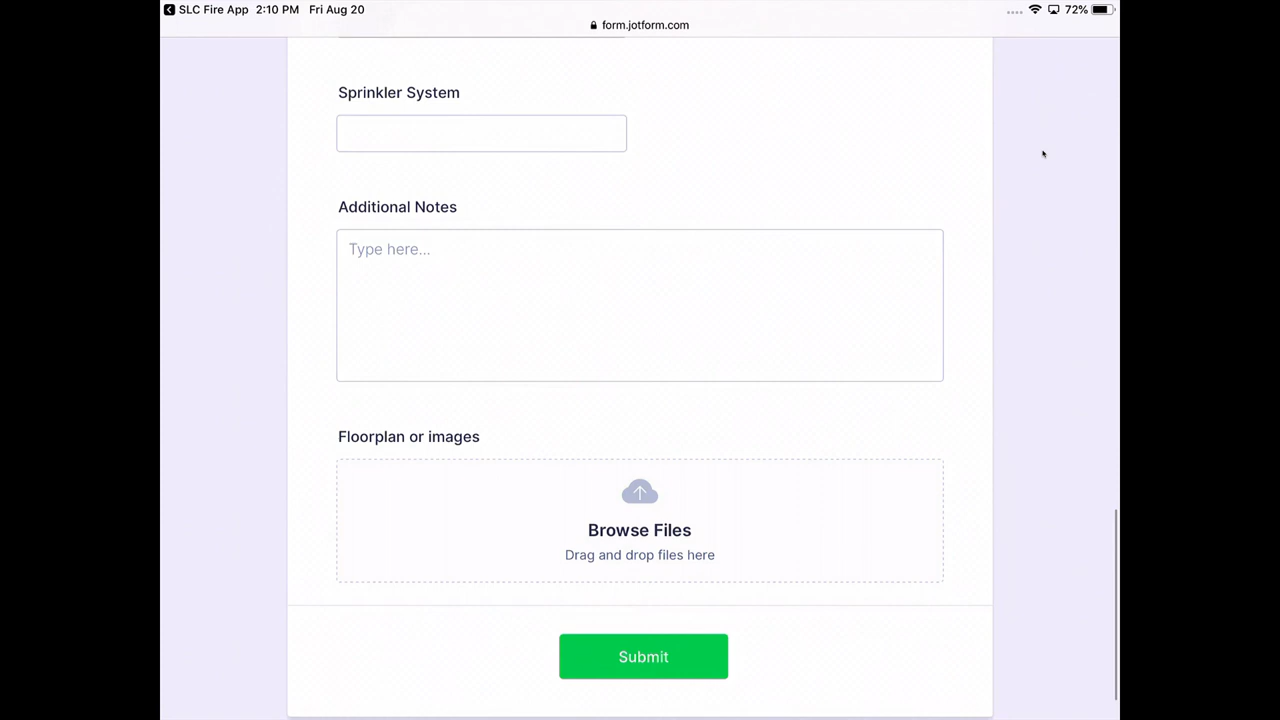 SLC Fire App 2:10 PM Fri Aug 20 72%
form.jotform.com
Sprinkler System
Additional Notes
Type here...
Floorplan or images
Browse Files
Drag and drop files here
Submit